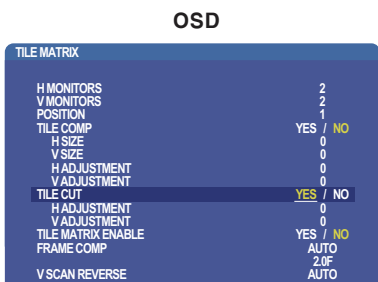 OSD
TILE MATRIX
H MONITORS 2
V MONITORS 2
POSITION 1
TILE COMP YES / NO
H SIZE 0
V SIZE 0
H ADJUSTMENT 0
V ADJUSTMENT 0
TILE CUT YES / NO
H ADJUSTMENT 0
V ADJUSTMENT 0
TILE MATRIX ENABLE YES / NO
FRAME COMP AUTO
2.0F
V SCAN REVERSE AUTO